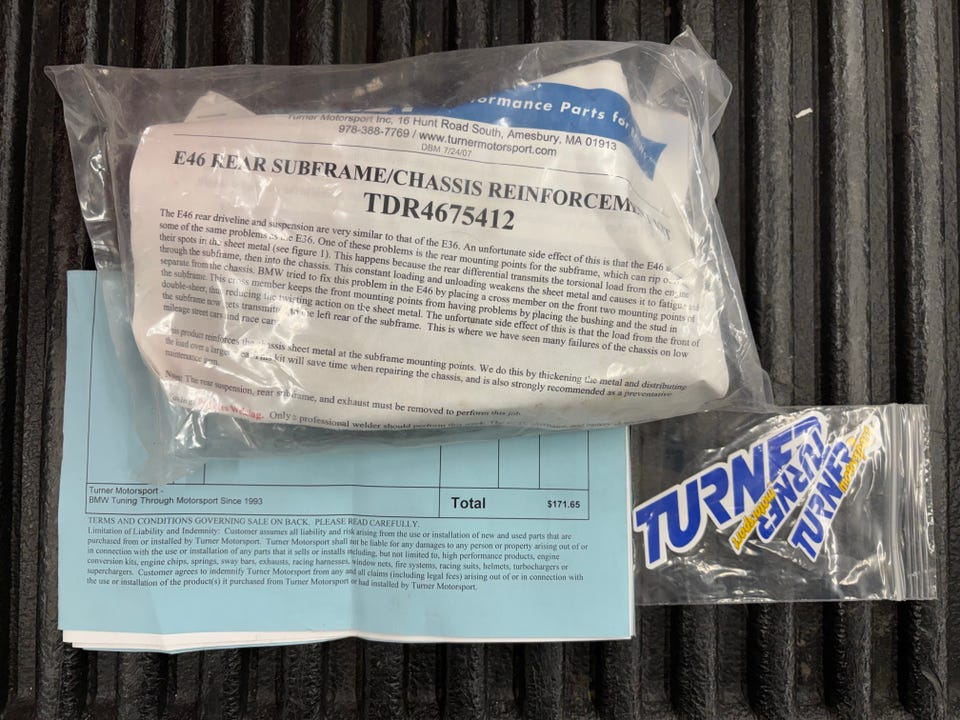 ormance Parts for
Turner Motorsport Inc, 16 Hunt Road South, Amesbury, MA 01913
978-388-7769 / www.turnermotorsport.com
DBM 7/24/07
E46 REAR SUBFRAME/CHASSIS REINFORCEMENT
TDR4675412
The E46 rear driveline and suspension are very similar to that of the E36. An unfortunate side effect of this is that the E46
some of the same problems as the E36. One of these problems is the rear mounting points for the subframe, which can rip
their spots in the sheet metal (see figure 1). This happens because the rear differential transmits the torsional load from the engine
through the subframe, then into the chassis. This constant loading and unloading weakens the sheet metal and causes it to fatigue and
separate from the chassis. BMW tried to fix this problem in the E46 by placing a cross member on the front two mounting points of
the subframe. This cross member keeps the front mounting points from having problems by placing the bushing and the stud in
double-sheer, thus reducing the twisting action on the sheet metal. The unfortunate side effect of this is that the load from the front of
the subframe now gets transmitted to the left rear of the subframe. This is where we have seen many failures of the chassis on low
mileage street cars and race cars.
This product reinforces the chassis sheet metal at the subframe mounting points. We do this by thickening the metal and distributing
the load over a larger area. This kit will save time when repairing the chassis, and is also strongly recommended as a preventative
maintenance item.
Note: The rear suspension, rear subframe, and exhaust must be removed to perform this job.
Welding. Only a professional welder should perform this
Turner Motorsport -
BMW Tuning Through Motorsport Since 1993
Total $171.65
TERMS AND CONDITIONS GOVERNING SALE ON BACK. PLEASE READ CAREFULLY.
Limitation of Liability and Indemnity: Customer assumes all liability and risk arising from the use or installation of new and used parts that are
purchased from or installed by Turner Motorsport. Turner Motorsport shall not be liable for any damages to any person or property arising out of or
in connection with the use or installation of any parts that it sells or installs including, but not limited to, high performance products, engine
conversion kits, engine chips, springs, sway bars, exhausts, racing harnesses, window nets, fire systems, racing suits, helmets, turbochargers or
superchargers. Customer agrees to indemnify Turner Motorsport from any and all claims (including legal fees) arising out of or in connection with
the use or installation of the product(s) it purchased from Turner Motorsport or had installed by Turner Motorsport.
TURNER
TURNER
motorsport
TURNER
motorsport